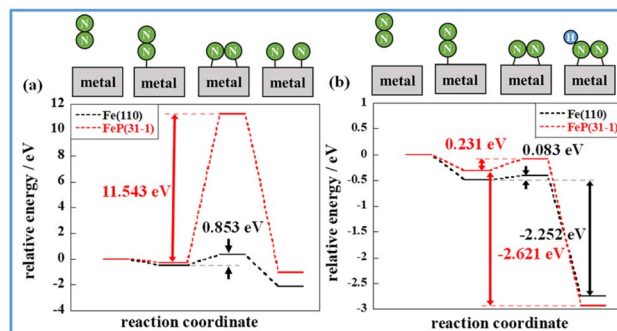 N
N
N
N
N
N
N
N
metal
metal
metal
metal
(a)
12
10
8
6
4
2
0
-2
-4
relative energy / eV
Fe(110)
FeP(31-1)
11.543 eV
0.853 eV
reaction coordinate
N
N
N
N
N
N
H
N
N
metal
metal
metal
metal
(b)
0.5
0
-0.5
-1
-1.5
-2
-2.5
-3
relative energy / eV
Fe(110)
FeP(31-1)
0.231 eV
0.083 eV
-2.252 eV
-2.621 eV
reaction coordinate